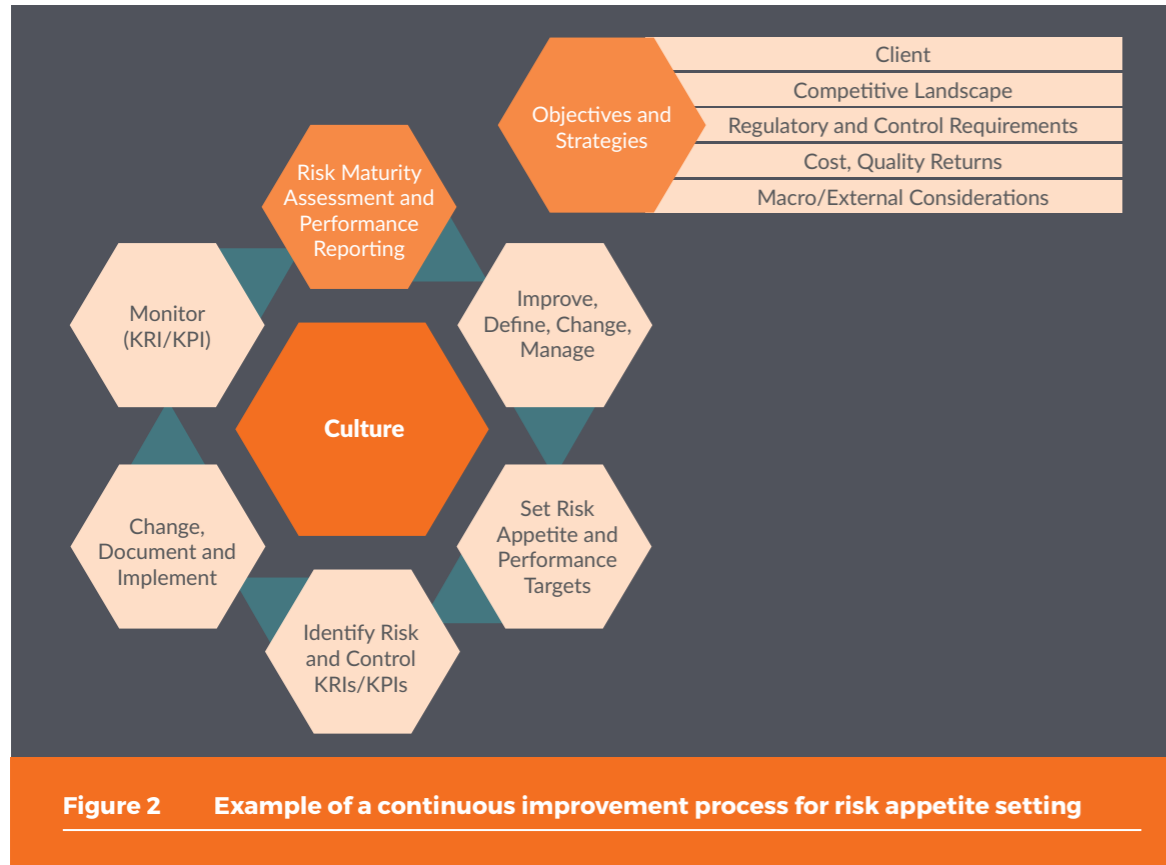 Objectives and
Strategies
Client
Competitive Landscape
Regulatory and Control Requirements
Cost, Quality Returns
Macro/External Considerations
Risk Maturity
Assessment and
Performance
Reporting
Improve,
Define, Change,
Manage
Set Risk
Appetite and
Performance
Targets
Identify Risk
and Control
KRIs/KPIs
Change,
Document and
Implement
Monitor
(KRI/KPI)
Culture
Figure 2 Example of a continuous improvement process for risk appetite setting